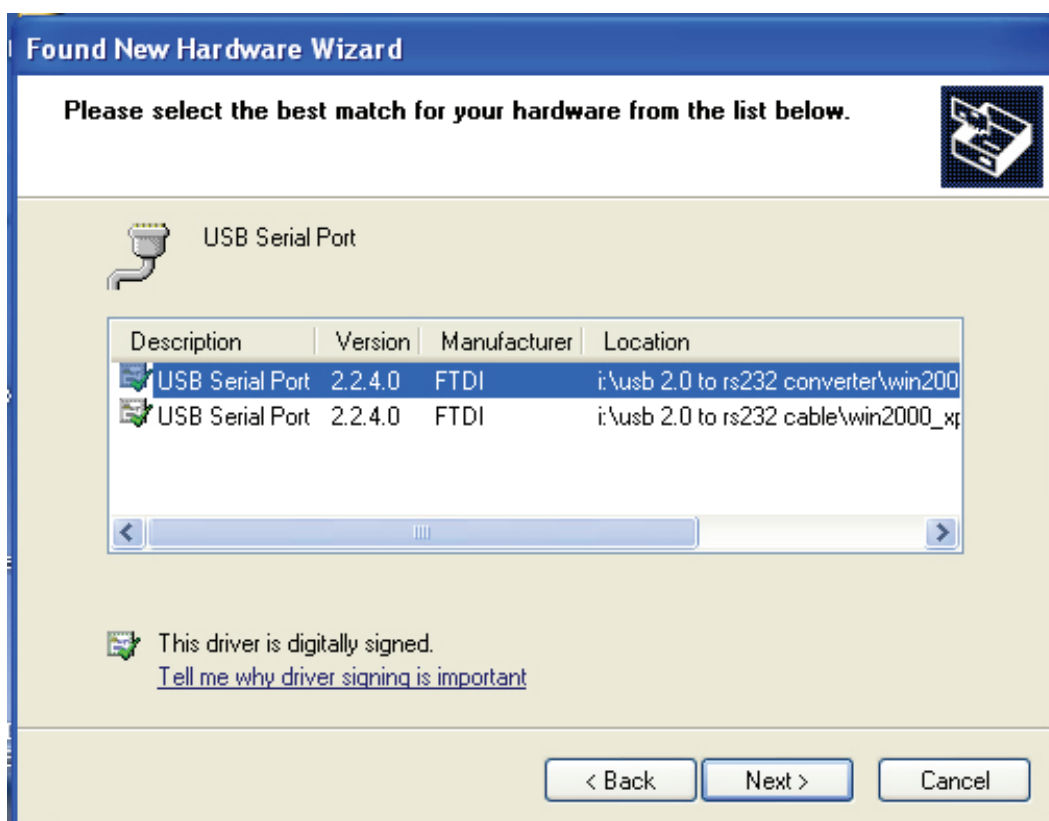 Found New Hardware Wizard
Please select the best match for your hardware from the list below.
USB Serial Port
Description Version Manufacturer Location
USB Serial Port 2.2.4.0 FTDI i:\usb 2.0 to rs232 converter\win200
USB Serial Port 2.2.4.0 FTDI i:\usb 2.0 to rs232 cable\win2000_xp
This driver is digitally signed.
Tell me why driver signing is important
< Back Next > Cancel